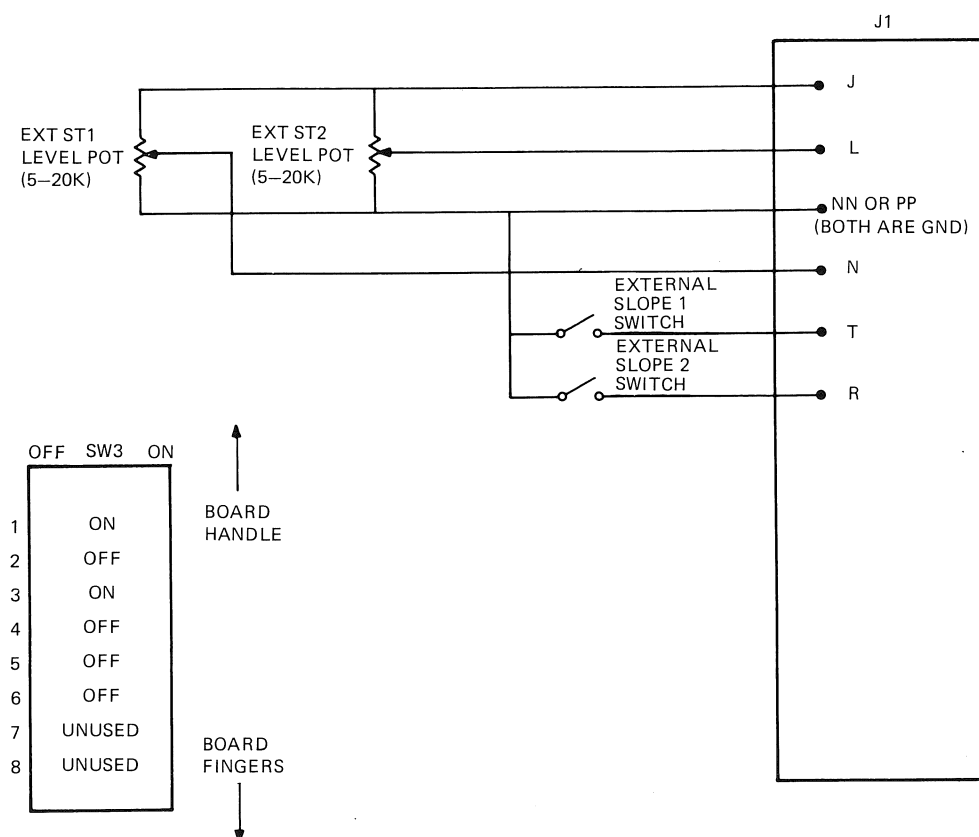 J1
J
EXT ST1
LEVEL POT
(5–20K)
EXT ST2
LEVEL POT
(5–20K)
L
NN OR PP
(BOTH ARE GND)
N
EXTERNAL
SLOPE 1
SWITCH
T
EXTERNAL
SLOPE 2
SWITCH
R
OFF SW3 ON
1 ON
2 OFF
3 ON
4 OFF
5 OFF
6 OFF
7 UNUSED
8 UNUSED
BOARD
HANDLE
BOARD
FINGERS